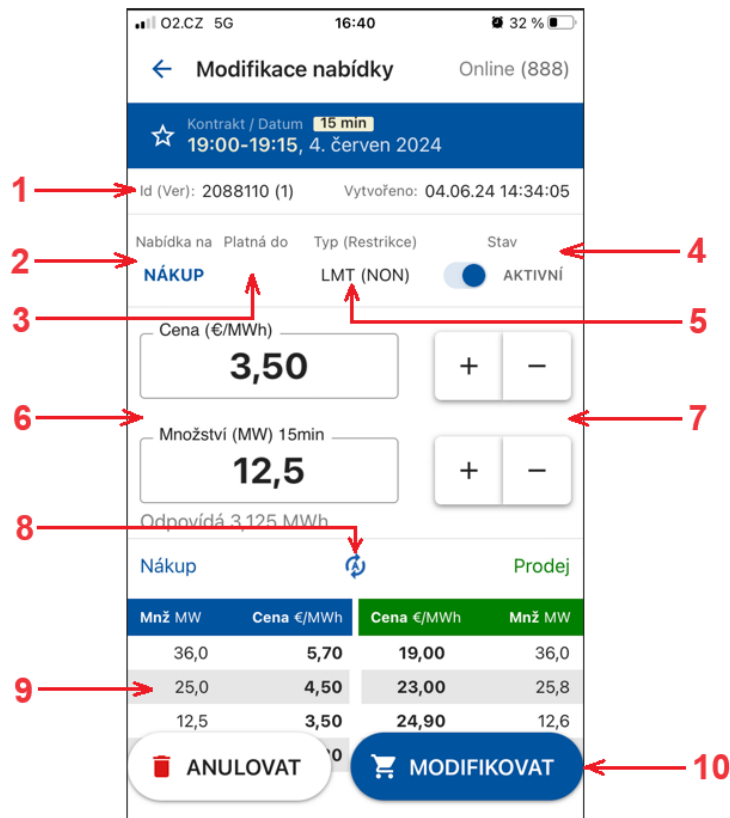 O2.CZ 5G 16:40 32 %
Modifikace nabídky Online (888)
Kontrakt / Datum 15 min
19:00-19:15, 4. červen 2024
1 Id (Ver): 2088110 (1) Vytvořeno: 04.06.24 14:34:05
Nabídka na Platná do Typ (Restrikce) Stav 4
2 NÁKUP LMT (NON) AKTIVNÍ
3 5
Cena (€/MWh)
3,50 + −
6 7
Množství (MW) 15min
12,5 + −
Odpovídá 3,125 MWh
8
Nákup A Prodej
Mnž MW Cena €/MWh Cena €/MWh Mnž MW
36,0 5,70 19,00 36,0
9 25,0 4,50 23,00 25,8
12,5 3,50 24,90 12,6
ANULOVAT MODIFIKOVAT 10